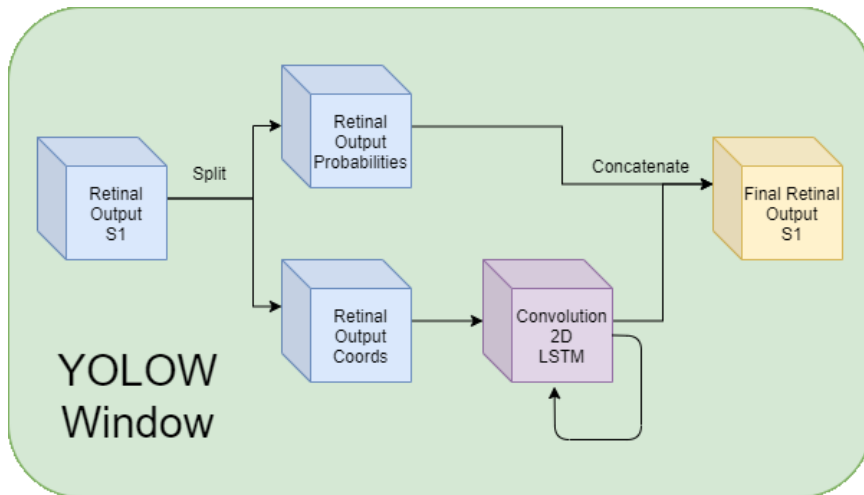 Retinal
Output
S1
Split
Retinal
Output
Probabilities
Retinal
Output
Coords
Convolution
2D
LSTM
Concatenate
Final Retinal
Output
S1
YOLOW
Window